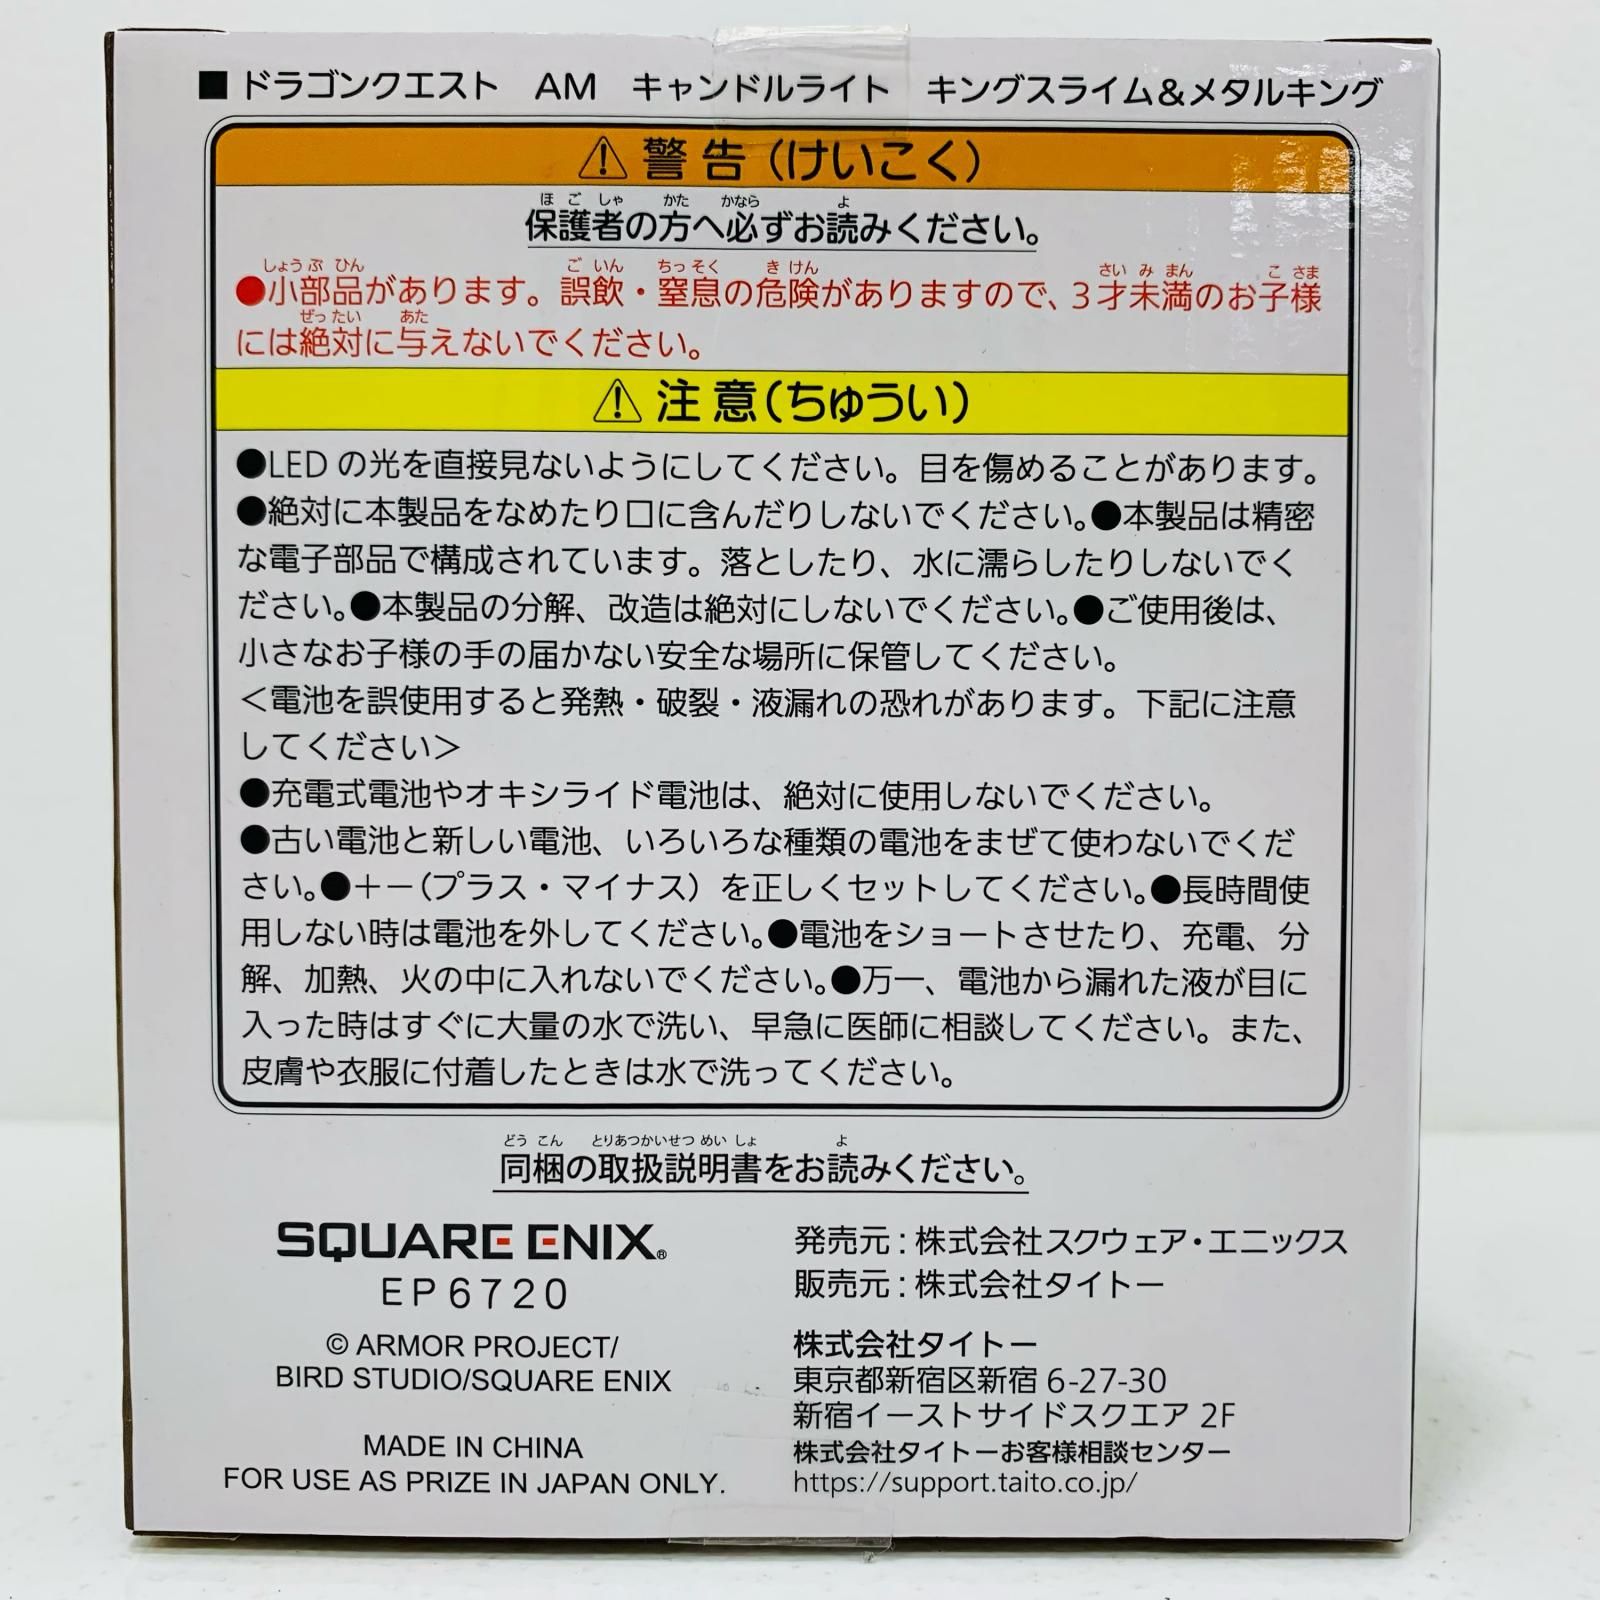 ■ドラゴンクエスト　AM　キャンドルライト　キングスライム&メタルキング
⚠警告(けいこく)
ほごしゃ　かた　かなら　よ
保護者の方へ必ずお読みください。
しょうぶひん　ごいん　ちっそく　きけん　さいみまん　こさま
●小部品があります。誤飲・窒息の危険がありますので、3才未満のお子様
ぜったい　あた
には絶対に与えないでください。
⚠注意(ちゅうい)
●LEDの光を直接見ないようにしてください。目を傷めることがあります。
●絶対に本製品をなめたり口に含んだりしないでください。●本製品は精密
な電子部品で構成されています。落としたり、水に濡らしたりしないでく
ださい。●本製品の分解、改造は絶対にしないでください。●ご使用後は、
小さなお子様の手の届かない安全な場所に保管してください。
＜電池を誤使用すると発熱・破裂・液漏れの恐れがあります。下記に注意
してください＞
●充電式電池やオキシライド電池は、絶対に使用しないでください。
●古い電池と新しい電池、いろいろな種類の電池をまぜて使わないでくだ
さい。●＋－(プラス・マイナス)を正しくセットしてください。●長時間使
用しない時は電池を外してください。●電池をショートさせたり、充電、分
解、加熱、火の中に入れないでください。●万一、電池から漏れた液が目に
入った時はすぐに大量の水で洗い、早急に医師に相談してください。また、
皮膚や衣服に付着したときは水で洗ってください。
どうこん　とりあつかいせつめいしょ　よ
同梱の取扱説明書をお読みください。
SQUARE ENIX®
EP6720
© ARMOR PROJECT/
BIRD STUDIO/SQUARE ENIX
MADE IN CHINA
FOR USE AS PRIZE IN JAPAN ONLY.
発売元:株式会社スクウェア・エニックス
販売元:株式会社タイトー
株式会社タイトー
東京都新宿区新宿 6-27-30
新宿イーストサイドスクエア 2F
株式会社タイトーお客様相談センター
https://support.taito.co.jp/